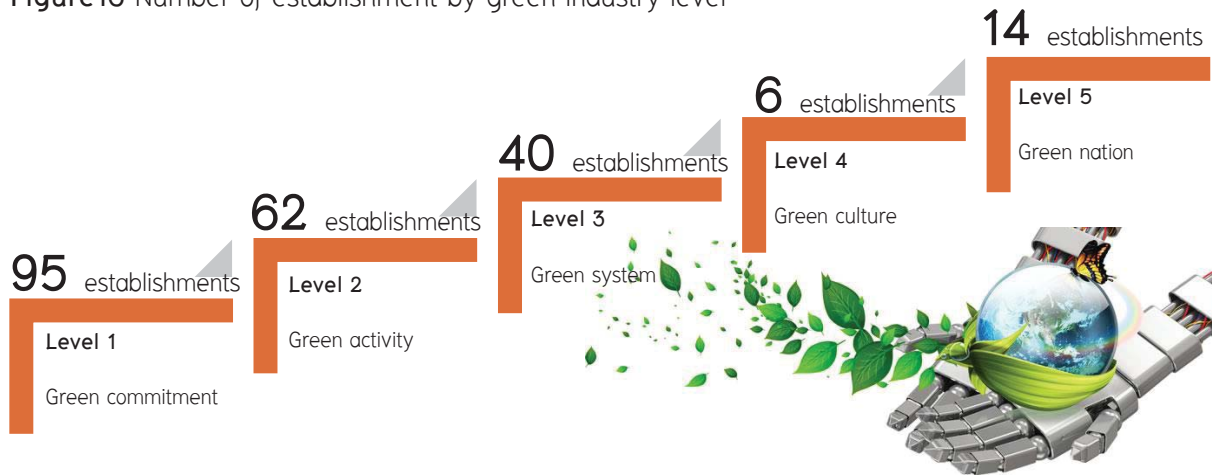 Figure10 Number of establishment by green industry level
14 establishments
Level 5
Green nation
6 establishments
Level 4
Green culture
40 establishments
Level 3
Green system
62 establishments
Level 2
Green activity
95 establishments
Level 1
Green commitment